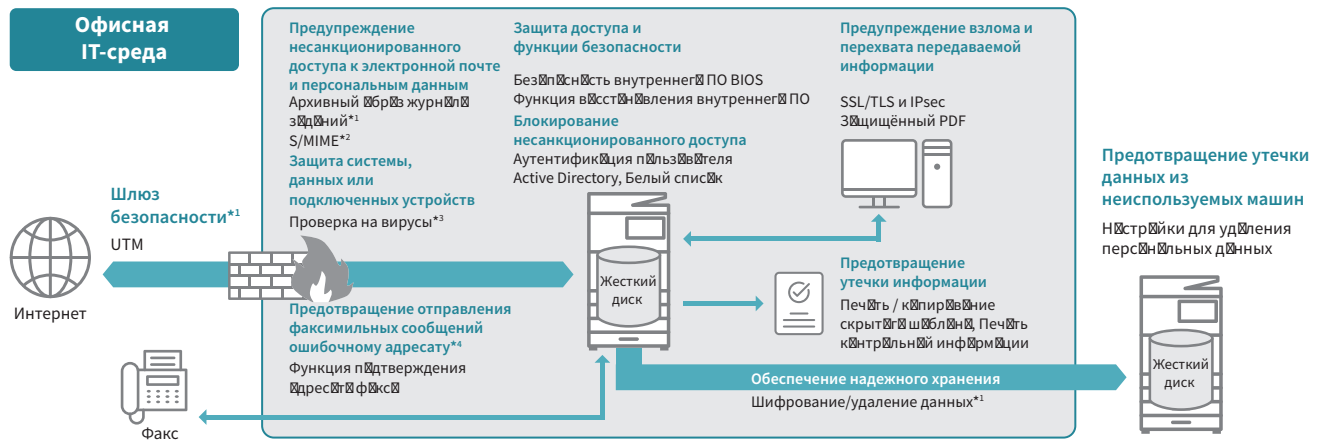 Офисная
IT-среда
Предупреждение
несанкционированного
доступа к электронной почте
и персональным данным
Архивный ☒бр☒з журн☒л☒
з☒д☒ний*1
S/MIME*2
Защита системы,
данных или
подключенных устройств
Проверка на вирусы*3
Защита доступа и
функции безопасности
Без☒п☒сн☒сть внутреннег☒ ПО BIOS
Функция в☒сст☒н☒вления внутреннег☒ ПО
Блокирование
несанкционированного доступа
Аутентифик☒ция п☒льз☒в☒теля
Active Directory, Белый спис☒к
Предупреждение взлома и
перехвата передаваемой
информации
SSL/TLS и IPsec
З☒щищённый PDF
Предотвращение утечки
данных из
неиспользуемых машин
Н☒стр☒йки для уд☒ления
перс☒н☒льных д☒нных
Шлюз
безопасности*1
UTM
Интернет
Жесткий
диск
Предотвращение
утечки информации
Печ☒ть / к☒пир☒в☒ние
скрыт☒г☒ ш☒бл☒н☒, Печ☒ть
к☒нтр☒льн☒й инф☒рм☒ции
Предотвращение отправления
факсимильных сообщений
ошибочному адресату*4
Функция п☒дтверждения
☒дрес☒т☒ ф☒кс☒
Факс
Обеспечение надежного хранения
Шифрование/удаление данных*1
Жесткий
диск